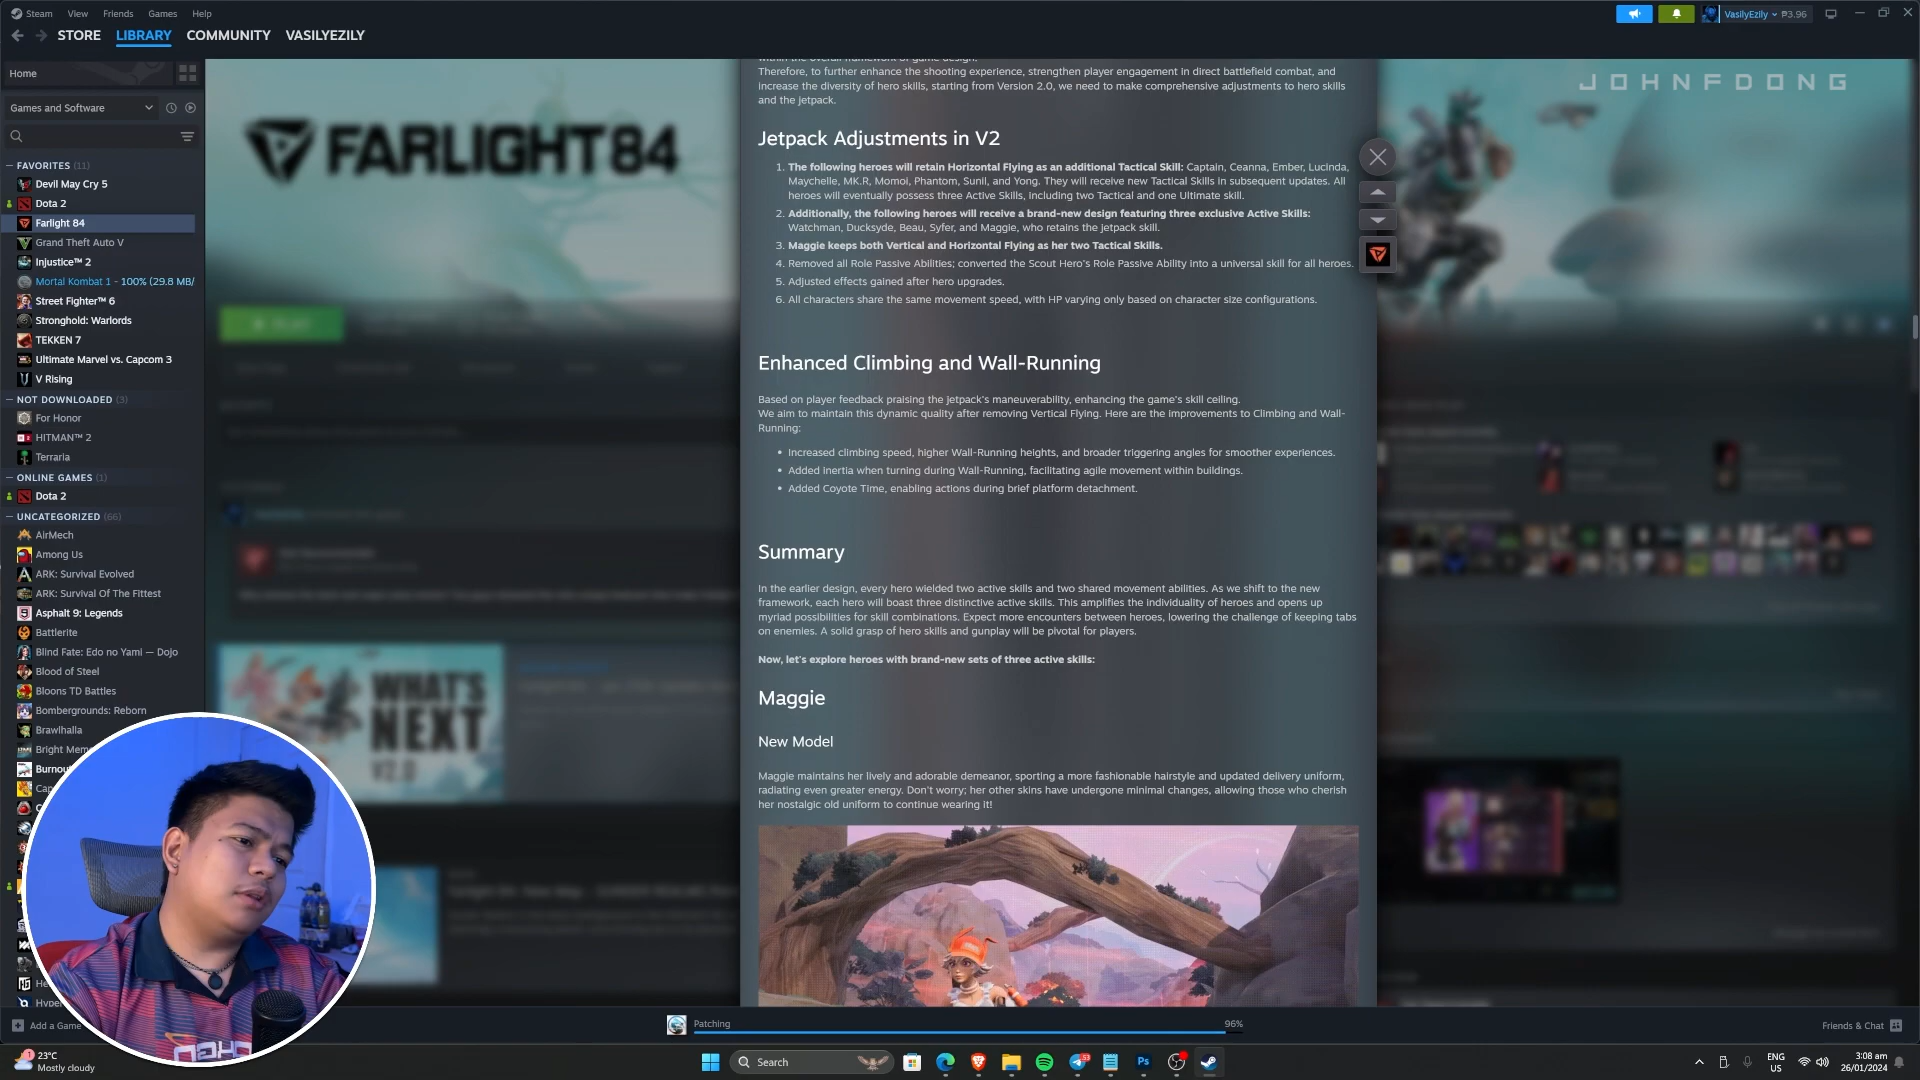 Steam View Friends Games Help
VasilyEzily ₱3.96
STORE LIBRARY COMMUNITY VASILYEZILY
Home
Games and Software
FAVORITES (11)
Devil May Cry 5
Dota 2
Farlight 84
Grand Theft Auto V
Injustice™ 2
Mortal Kombat 1 - 100% (29.8 MB/
Street Fighter™ 6
Stronghold: Warlords
TEKKEN 7
Ultimate Marvel vs. Capcom 3
V Rising
NOT DOWNLOADED (3)
For Honor
HITMAN™ 2
Terraria
ONLINE GAMES (1)
Dota 2
UNCATEGORIZED (66)
AirMech
Among Us
ARK: Survival Evolved
ARK: Survival Of The Fittest
Asphalt 9: Legends
Battlerite
Blind Fate: Edo no Yami — Dojo
Blood of Steel
Bloons TD Battles
Bombergrounds: Reborn
Brawlhalla
Bright Mem
Burnou
Cap
He
Hype
Add a Game
FARLIGHT84
WHAT'S
NEXT
V2.0
within the overall framework of game design.
Therefore, to further enhance the shooting experience, strengthen player engagement in direct battlefield combat, and
increase the diversity of hero skills, starting from Version 2.0, we need to make comprehensive adjustments to hero skills
and the jetpack.
Jetpack Adjustments in V2
1. The following heroes will retain Horizontal Flying as an additional Tactical Skill: Captain, Ceanna, Ember, Lucinda,
Maychelle, MK.R, Momoi, Phantom, Sunil, and Yong. They will receive new Tactical Skills in subsequent updates. All
heroes will eventually possess three Active Skills, including two Tactical and one Ultimate skill.
2. Additionally, the following heroes will receive a brand-new design featuring three exclusive Active Skills:
Watchman, Ducksyde, Beau, Syfer, and Maggie, who retains the jetpack skill.
3. Maggie keeps both Vertical and Horizontal Flying as her two Tactical Skills.
4. Removed all Role Passive Abilities; converted the Scout Hero's Role Passive Ability into a universal skill for all heroes.
5. Adjusted effects gained after hero upgrades.
6. All characters share the same movement speed, with HP varying only based on character size configurations.
Enhanced Climbing and Wall-Running
Based on player feedback praising the jetpack's maneuverability, enhancing the game's skill ceiling.
We aim to maintain this dynamic quality after removing Vertical Flying. Here are the improvements to Climbing and Wall-
Running:
• Increased climbing speed, higher Wall-Running heights, and broader triggering angles for smoother experiences.
• Added inertia when turning during Wall-Running, facilitating agile movement within buildings.
• Added Coyote Time, enabling actions during brief platform detachment.
Summary
In the earlier design, every hero wielded two active skills and two shared movement abilities. As we shift to the new
framework, each hero will boast three distinctive active skills. This amplifies the individuality of heroes and opens up
myriad possibilities for skill combinations. Expect more encounters between heroes, lowering the challenge of keeping tabs
on enemies. A solid grasp of hero skills and gunplay will be pivotal for players.
Now, let's explore heroes with brand-new sets of three active skills:
Maggie
New Model
Maggie maintains her lively and adorable demeanor, sporting a more fashionable hairstyle and updated delivery uniform,
radiating even greater energy. Don't worry; her other skins have undergone minimal changes, allowing those who cherish
her nostalgic old uniform to continue wearing it!
JOHNFDONG
Patching 96%
Friends & Chat
23°C
Mostly cloudy
Search
ENG
US
3:08 am
26/01/2024